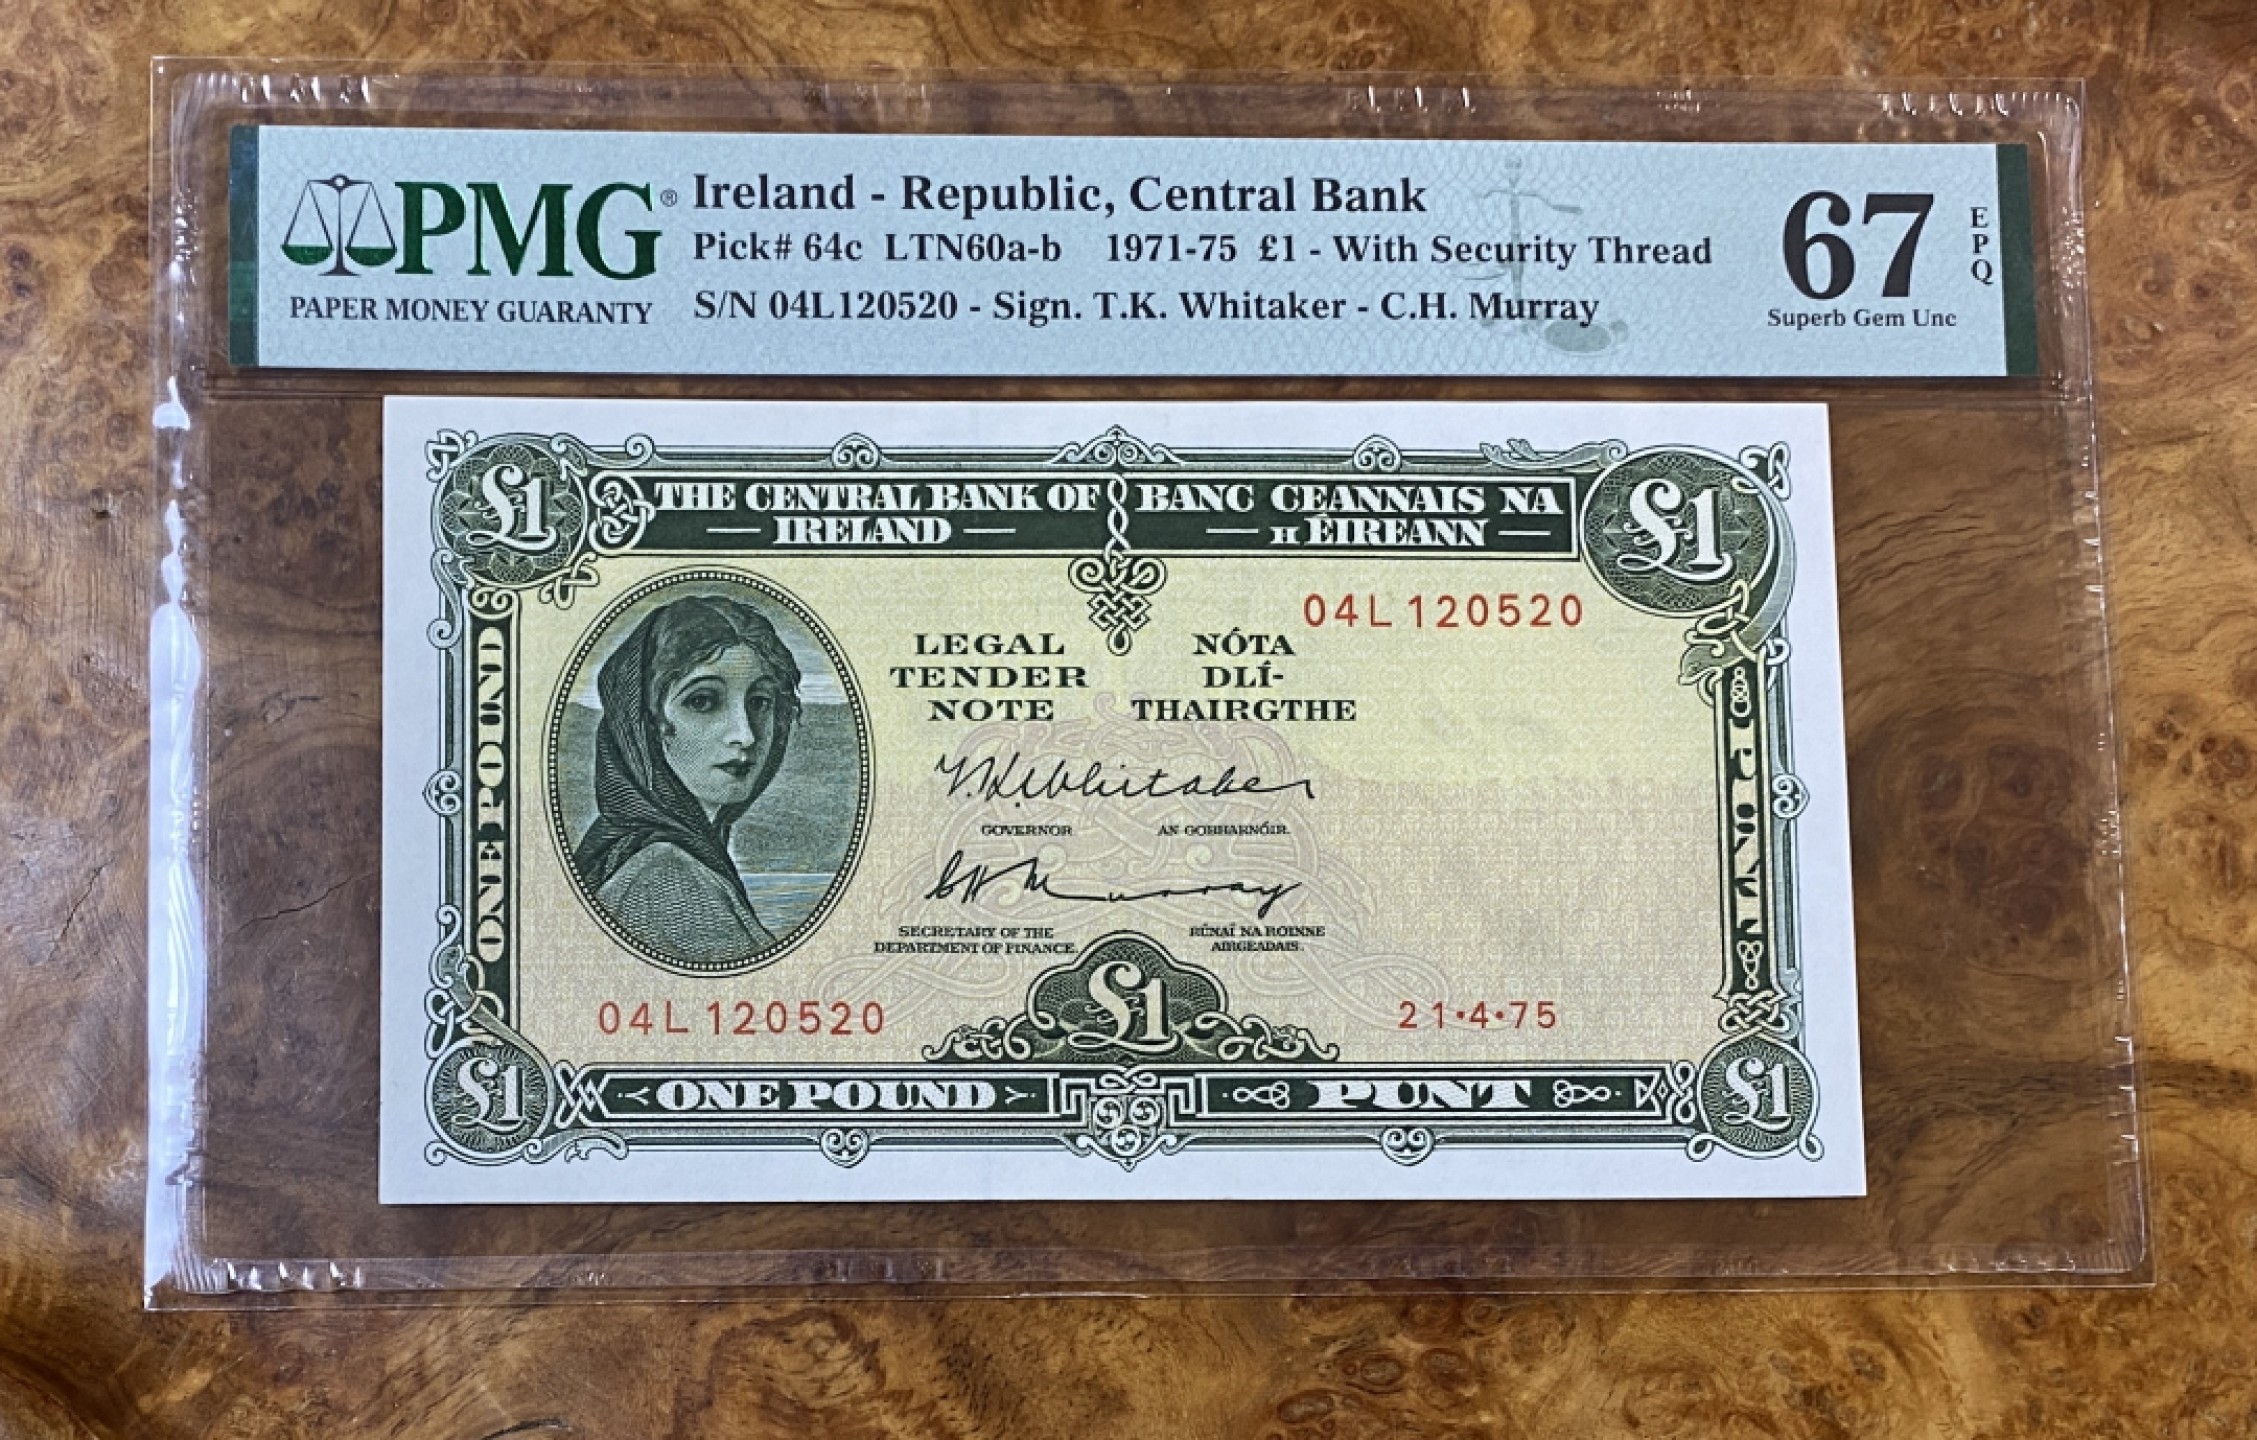 PMG®
PAPER MONEY GUARANTY
Ireland - Republic, Central Bank
Pick# 64c LTN60a-b 1971-75 £1 - With Security Thread
S/N 04L120520 - Sign. T.K. Whitaker - C.H. Murray
67
EPQ
Superb Gem Unc
£1
THE CENTRAL BANK OF
— IRELAND —
BANC CEANNAIS NA
— H ÉIREANN —
£1
04L 120520
LEGAL
TENDER
NOTE
NÓTA
DLÍ-
THAIRGTHE
ONE POUND
T.K. Whitaker
GOVERNOR
AN GOBHARNÓIR.
C H Murray
SECRETARY OF THE
DEPARTMENT OF FINANCE.
RÚNAÍ NA ROINNE
AIRGEADAIS.
PUNT
04L 120520
£1
21·4·75
£1
ONE POUND
PUNT
£1